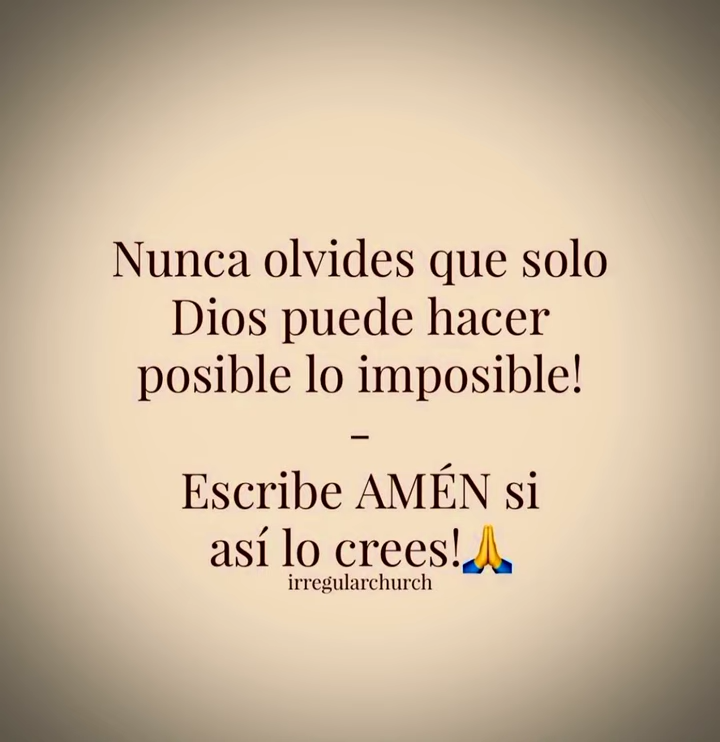 Nunca olvides que solo
Dios puede hacer
posible lo imposible!
-
Escribe AMÉN si
así lo crees!🙏
irregularchurch